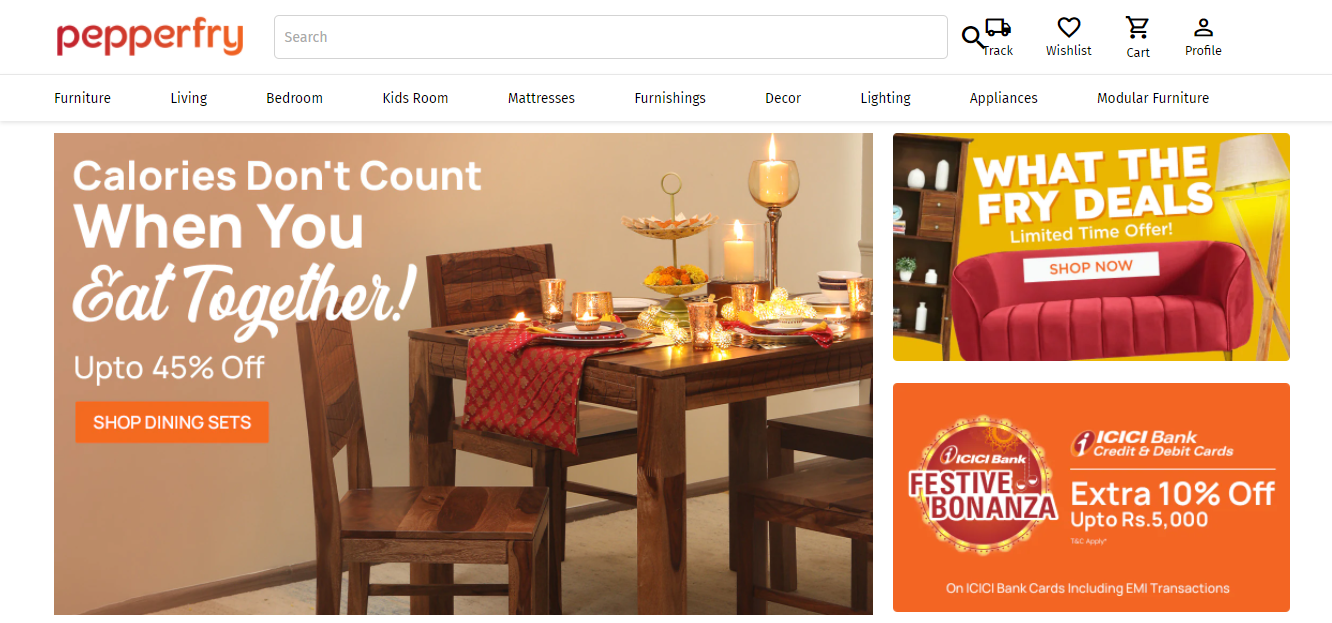 pepperfry
Search
Track
Wishlist
Cart
Profile
Furniture
Living
Bedroom
Kids Room
Mattresses
Furnishings
Decor
Lighting
Appliances
Modular Furniture
Calories Don't Count
When You
Eat Together!
Upto 45% Off
SHOP DINING SETS
WHAT THE
FRY DEALS
Limited Time Offer!
SHOP NOW
ICICI Bank
FESTIVE
BONANZA
ICICI Bank
Credit & Debit Cards
Extra 10% Off
Upto Rs.5,000
T&C Apply*
On ICICI Bank Cards Including EMI Transactions